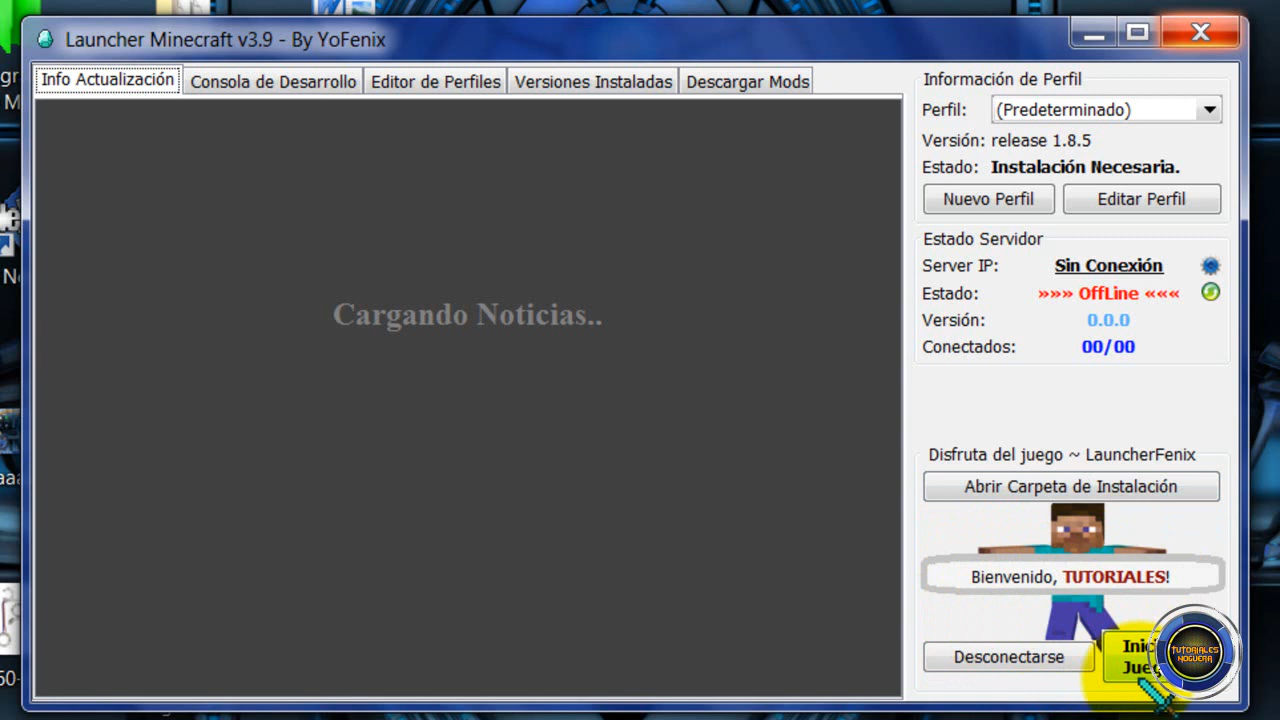 Launcher Minecraft v3.9 - By YoFenix
Info Actualización
Consola de Desarrollo
Editor de Perfiles
Versiones Instaladas
Descargar Mods
Cargando Noticias..
Información de Perfil
Perfil: (Predeterminado)
Versión: release 1.8.5
Estado: Instalación Necesaria.
Nuevo Perfil
Editar Perfil
Estado Servidor
Server IP: Sin Conexión
Estado: »»» OffLine «««
Versión: 0.0.0
Conectados: 00/00
Disfruta del juego ~ LauncherFenix
Abrir Carpeta de Instalación
Bienvenido, TUTORIALES!
Desconectarse
TUTORIALES
NOGUERA